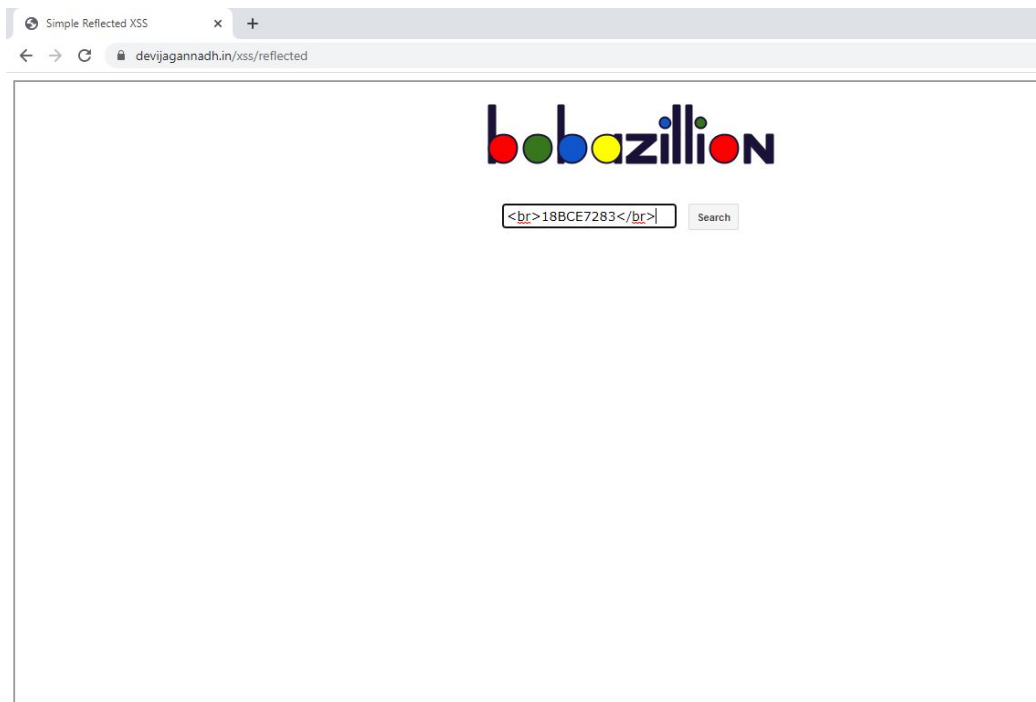 Simple Reflected XSS
devijagannadh.in/xss/reflected
bobazillion
<br>18BCE7283</br>
Search